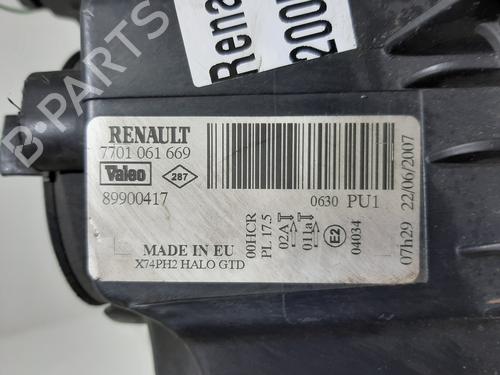 Rena
200
B-PARTS
RENAULT
7701 061 669
Valeo 287
89900417
0630 PU1
MADE IN EU
X74PH2 HALO GTD
00HCR
PL 17.5
02A
011a
E2
04034
07h29 22/06/2007